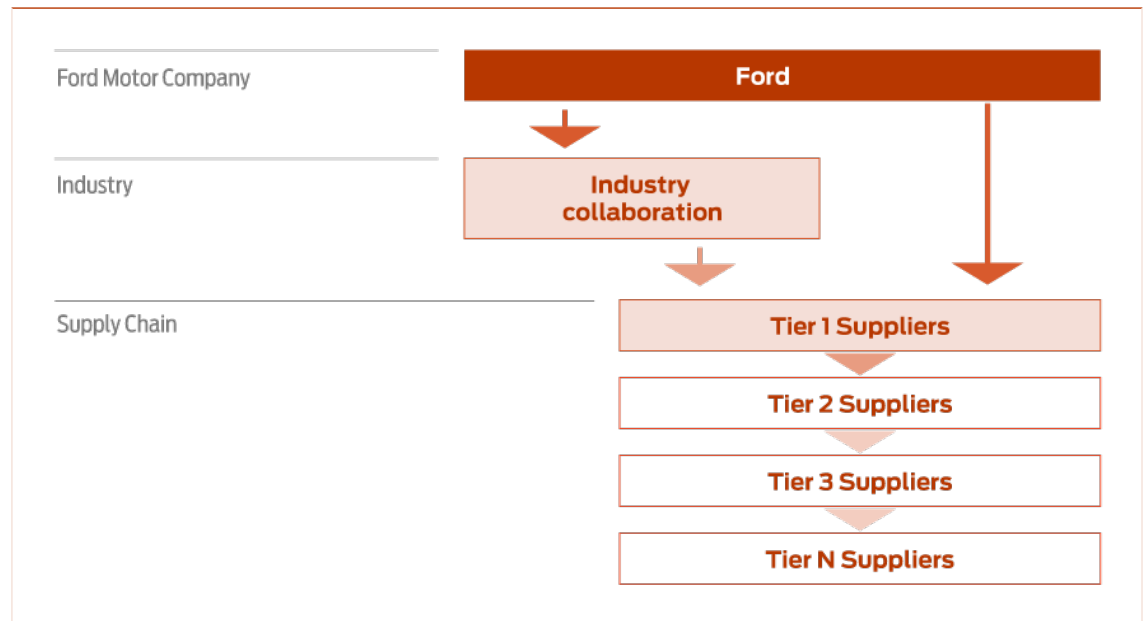 Ford Motor Company
Ford
Industry
Industry
collaboration
Supply Chain
Tier 1 Suppliers
Tier 2 Suppliers
Tier 3 Suppliers
Tier N Suppliers